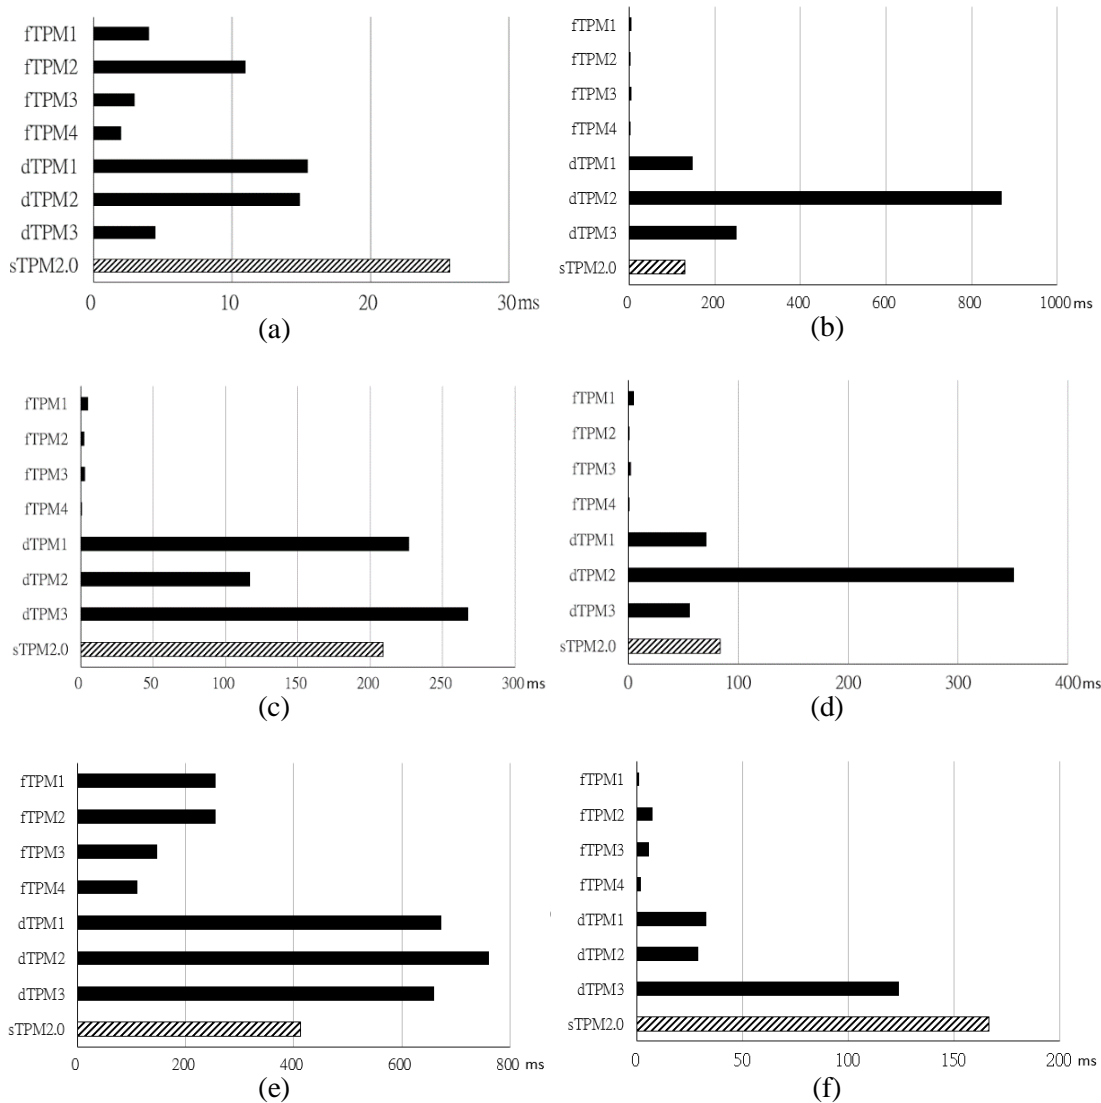 fTPM1
fTPM2
fTPM3
fTPM4
dTPM1
dTPM2
dTPM3
sTPM2.0
0 10 20 30ms
(a)
fTPM1
fTPM2
fTPM3
fTPM4
dTPM1
dTPM2
dTPM3
sTPM2.0
0 200 400 600 800 1000 ms
(b)
fTPM1
fTPM2
fTPM3
fTPM4
dTPM1
dTPM2
dTPM3
sTPM2.0
0 50 100 150 200 250 300 ms
(c)
fTPM1
fTPM2
fTPM3
fTPM4
dTPM1
dTPM2
dTPM3
sTPM2.0
0 100 200 300 400ms
(d)
fTPM1
fTPM2
fTPM3
fTPM4
dTPM1
dTPM2
dTPM3
sTPM2.0
0 200 400 600 800 ms
(e)
fTPM1
fTPM2
fTPM3
fTPM4
dTPM1
dTPM2
dTPM3
sTPM2.0
0 50 100 150 200 ms
(f)